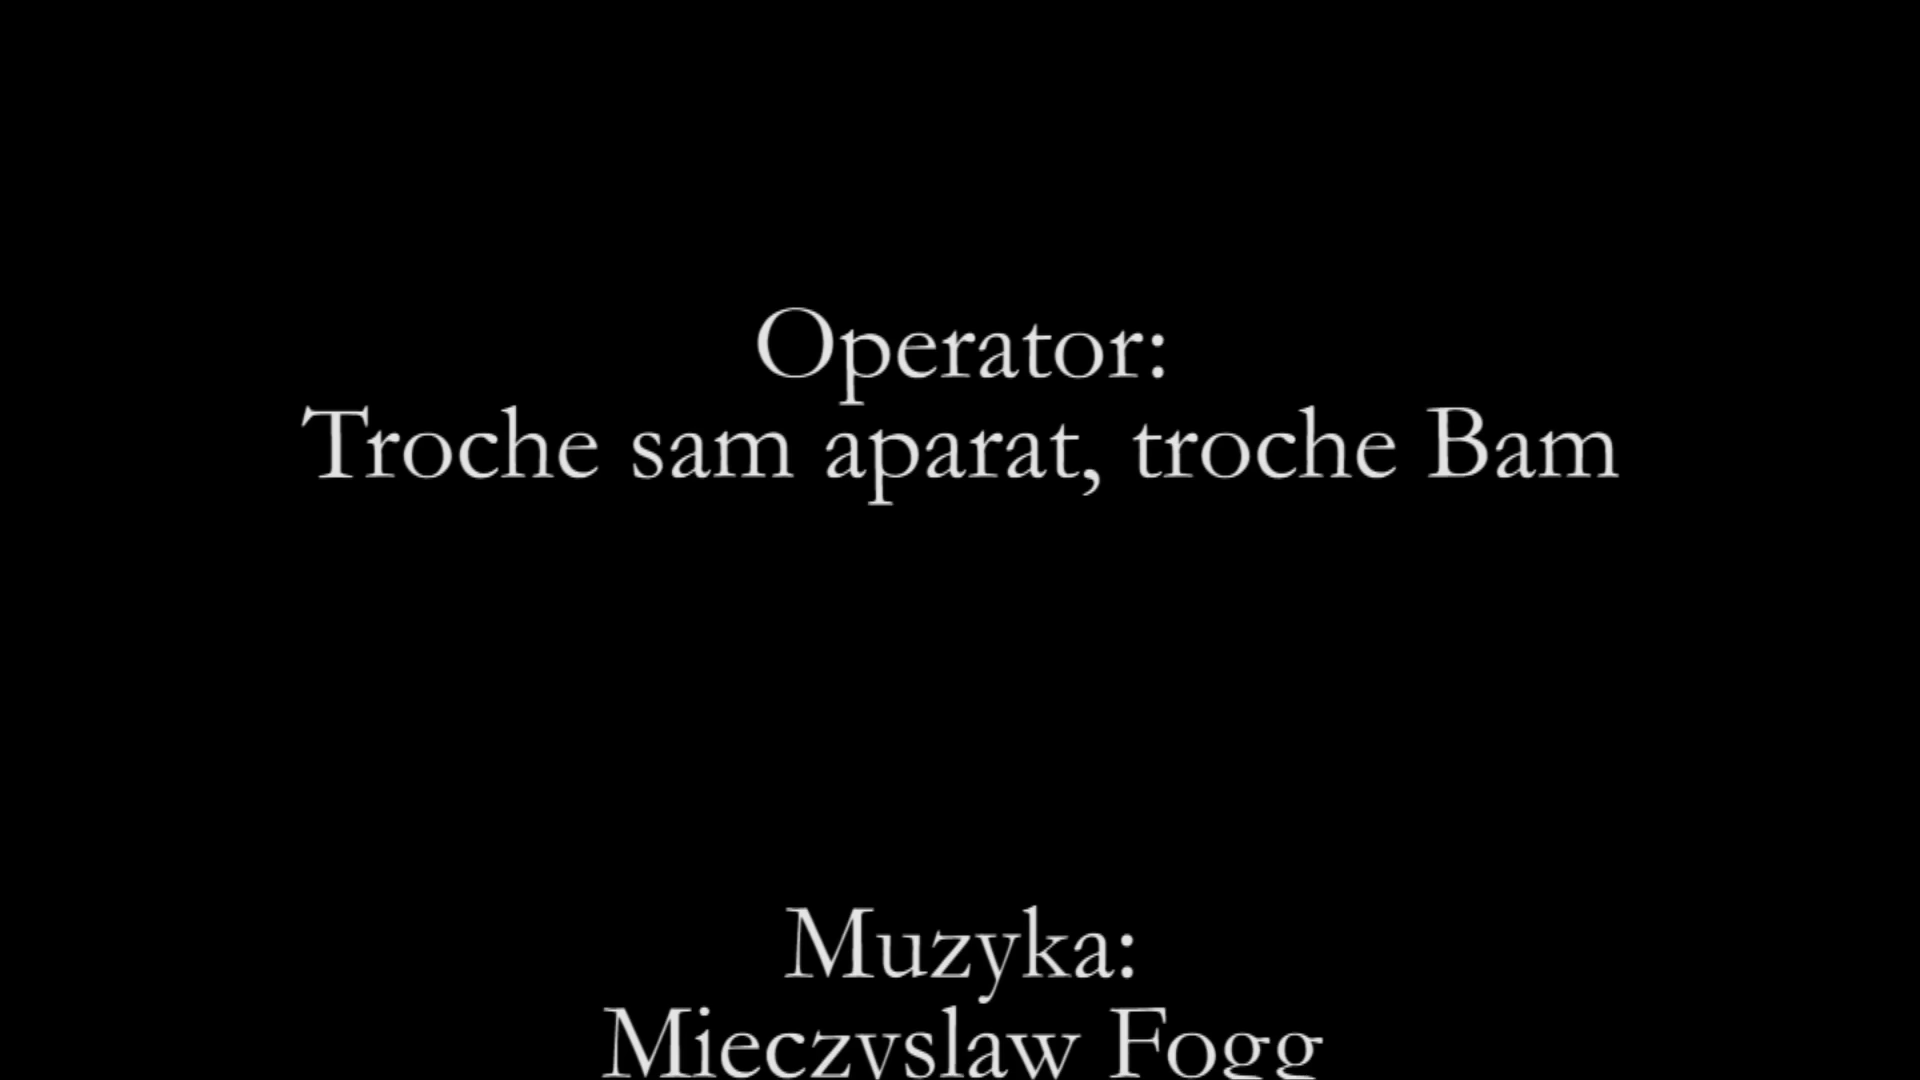 Operator:
Troche sam aparat, troche Bam
Muzyka:
Mieczyslaw Fogg